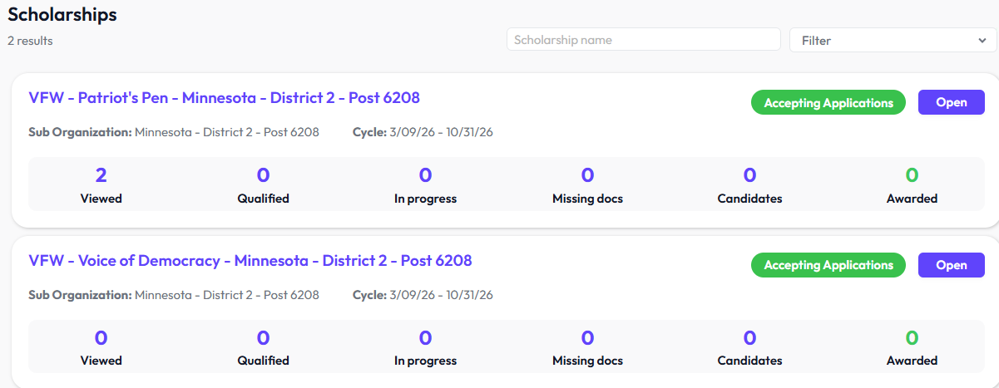 Scholarships
2 results
Scholarship name
Filter
VFW - Patriot's Pen - Minnesota - District 2 - Post 6208
Accepting Applications
Open
Sub Organization: Minnesota - District 2 - Post 6208
Cycle: 3/09/26 - 10/31/26
2 0 0 0 0 0
Viewed Qualified In progress Missing docs Candidates Awarded
VFW - Voice of Democracy - Minnesota - District 2 - Post 6208
Accepting Applications
Open
Sub Organization: Minnesota - District 2 - Post 6208
Cycle: 3/09/26 - 10/31/26
0 0 0 0 0 0
Viewed Qualified In progress Missing docs Candidates Awarded